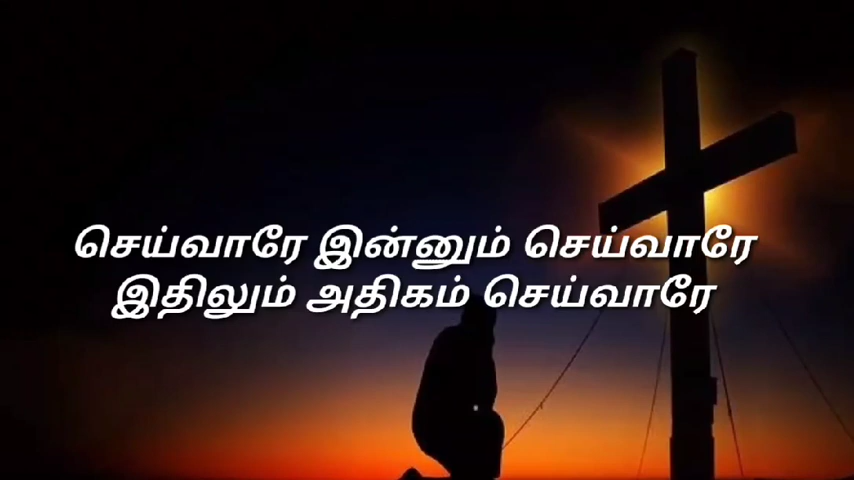 செய்வாரே இன்னும் செய்வாரே
இதிலும் அதிகம் செய்வாரே